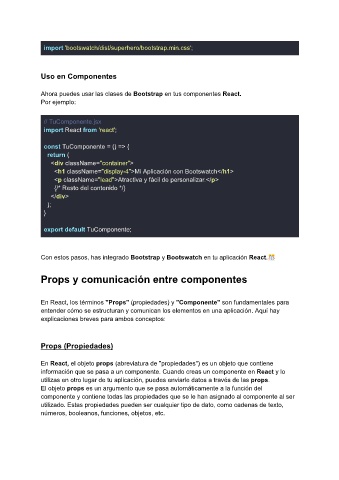 import 'bootswatch/dist/superhero/bootstrap.min.css';
Uso en Componentes
Ahora puedes usar las clases de Bootstrap en tus componentes React.
Por ejemplo:
// TuComponente.jsx
import React from 'react';
const TuComponente = () => {
return (
<div className="container">
<h1 className="display-4">Mi Aplicación con Bootswatch</h1>
<p className="lead">Atractiva y fácil de personalizar.</p>
{/* Resto del contenido */}
</div>
);
}
export default TuComponente;
Con estos pasos, has integrado Bootstrap y Bootswatch en tu aplicación React.
Props y comunicación entre componentes
En React, los términos "Props" (propiedades) y "Componente" son fundamentales para
entender cómo se estructuran y comunican los elementos en una aplicación. Aquí hay
explicaciones breves para ambos conceptos:
Props (Propiedades)
En React, el objeto props (abreviatura de "propiedades") es un objeto que contiene
información que se pasa a un componente. Cuando creas un componente en React y lo
utilizas en otro lugar de tu aplicación, puedes enviarle datos a través de las props.
El objeto props es un argumento que se pasa automáticamente a la función del
componente y contiene todas las propiedades que se le han asignado al componente al ser
utilizado. Estas propiedades pueden ser cualquier tipo de dato, como cadenas de texto,
números, booleanos, funciones, objetos, etc.